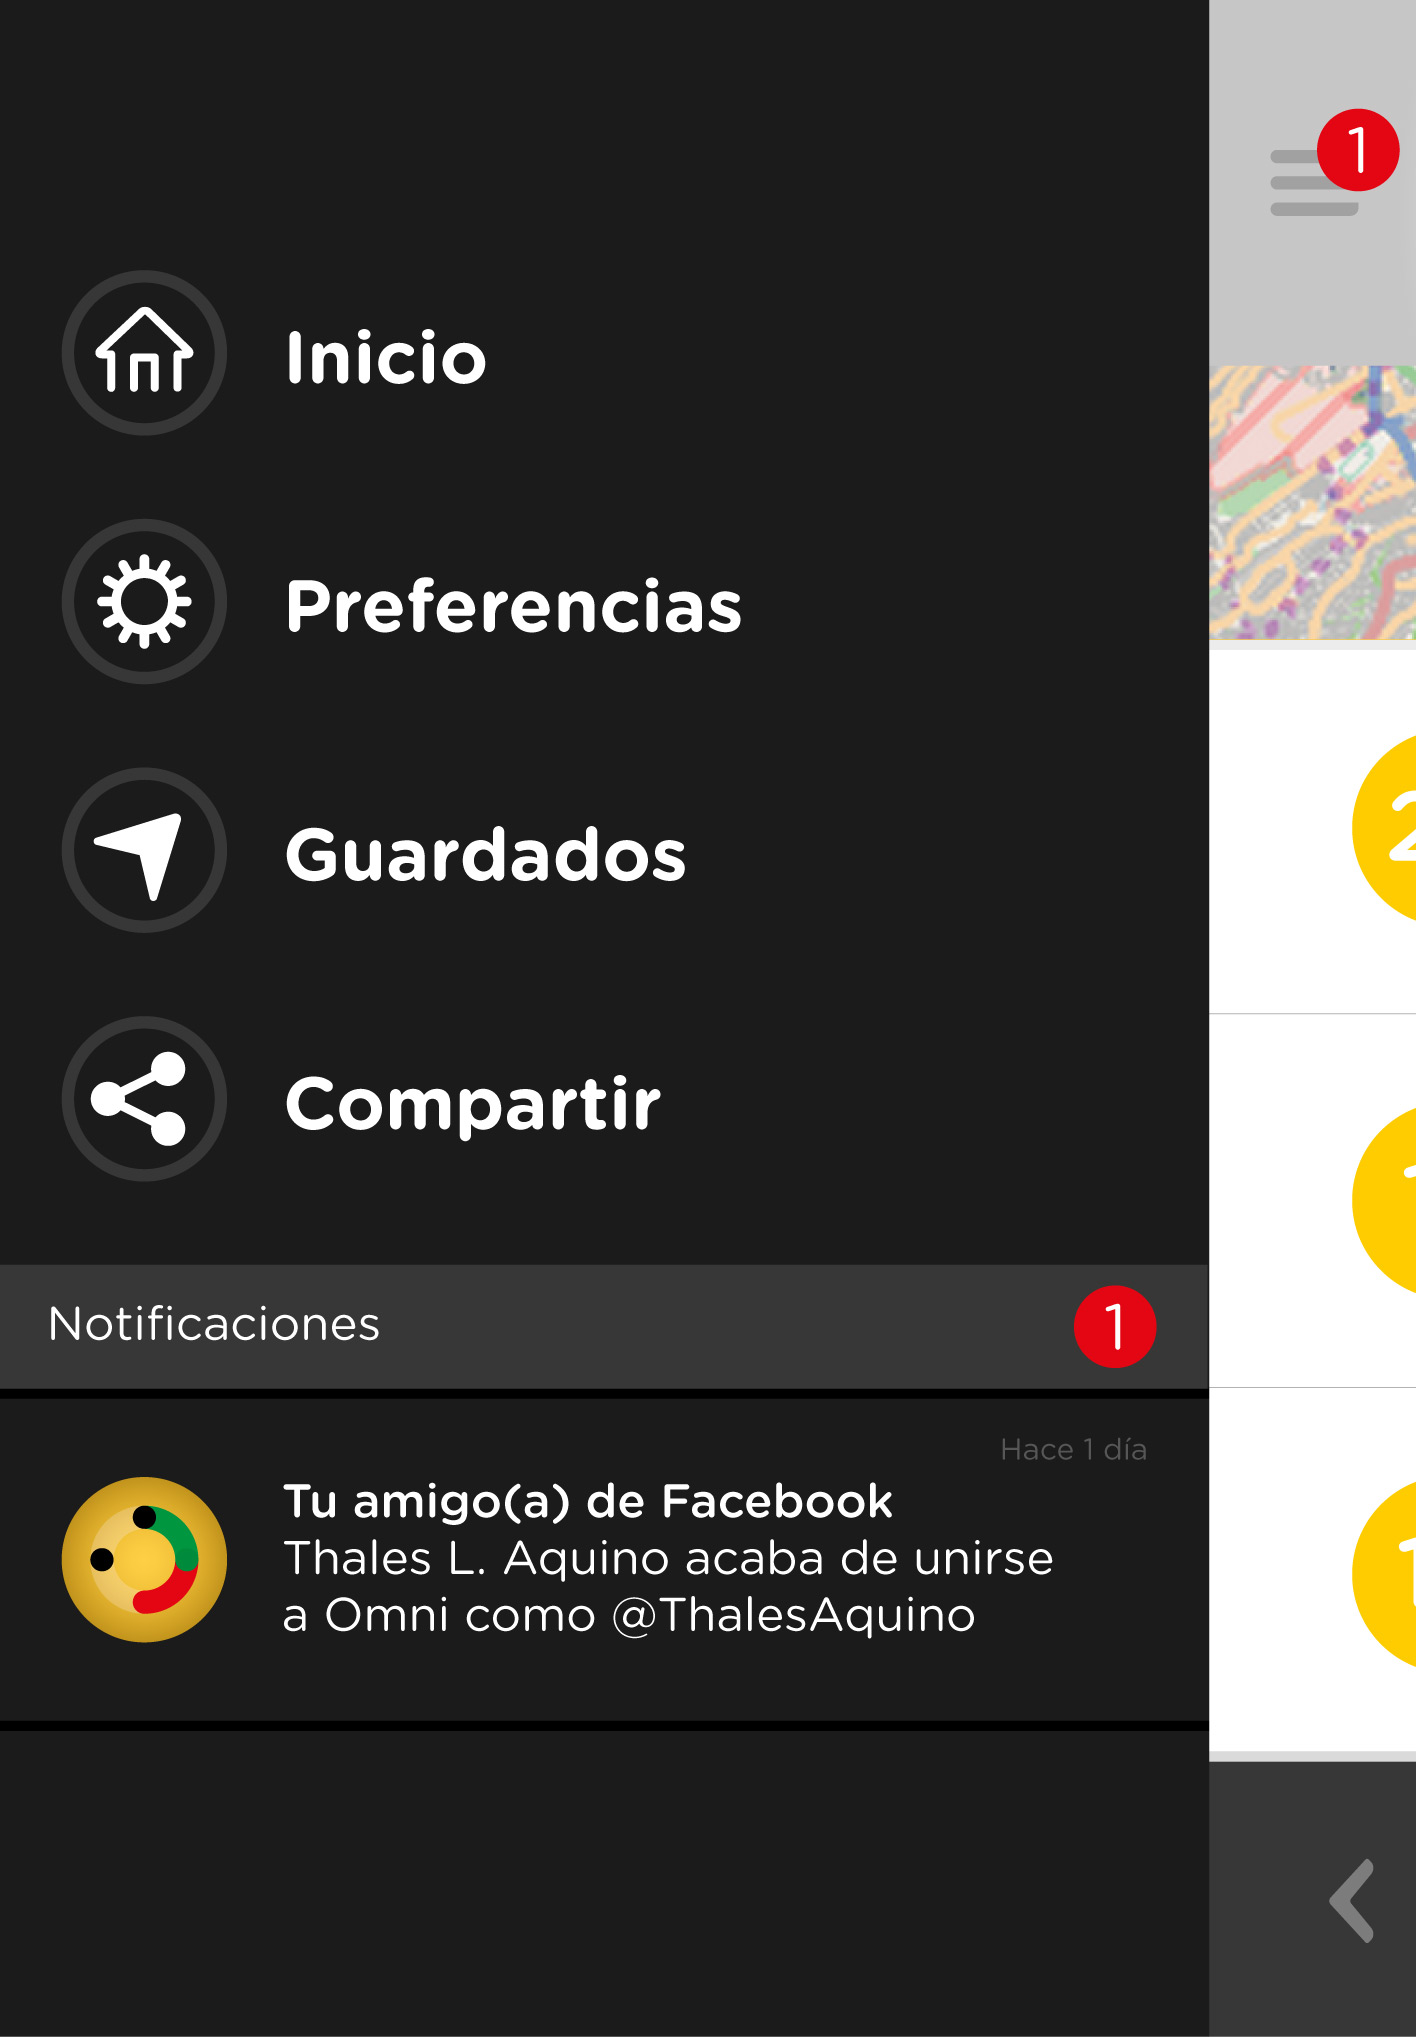 1
Inicio
Preferencias
Guardados
Compartir
Notificaciones 1
Hace 1 día
Tu amigo(a) de Facebook
Thales L. Aquino acaba de unirse
a Omni como @ThalesAquino